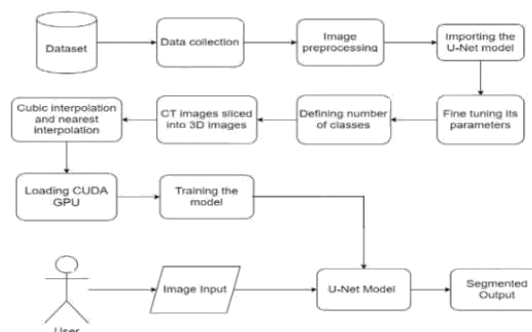 Dataset
Data collection
Image
preprocessing
Importing the
U-Net model
Cubic interpolation
and nearest
interpolation
CT images sliced
into 3D images
Defining number
of classes
Fine tuning its
parameters
Loading CUDA
GPU
Training the
model
Image Input
U-Net Model
Segmented
Output
User